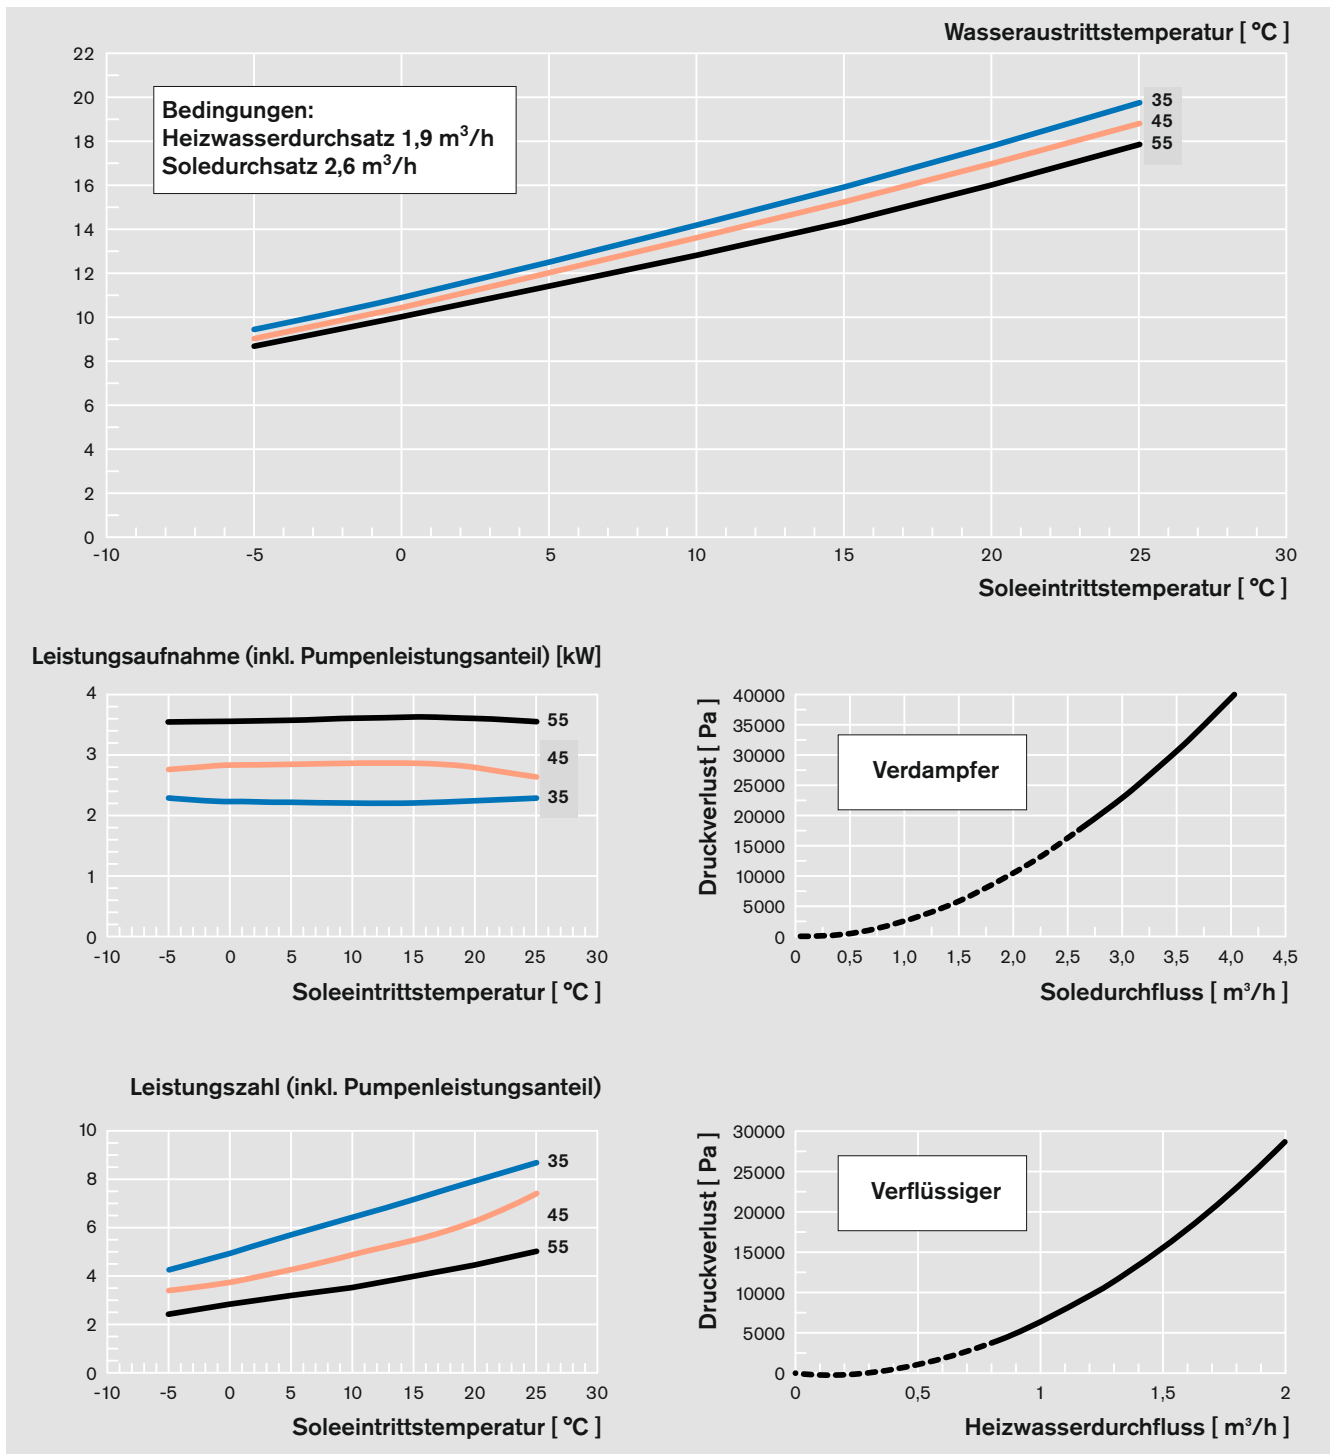 Wasseraustrittstemperatur [ °C ]
22
20
18
16
14
12
10
8
6
4
2
0
Bedingungen:
Heizwasserdurchsatz 1,9 m³/h
Soledurchsatz 2,6 m³/h
35
45
55
-10 -5 0 5 10 15 20 25 30
Soleeintrittstemperatur [ °C ]
Leistungsaufnahme (inkl. Pumpenleistungsanteil) [kW]
4
3
2
1
0
55
45
35
-10 -5 0 5 10 15 20 25 30
Soleeintrittstemperatur [ °C ]
Druckverlust [ Pa ]
40000
35000
30000
25000
20000
15000
10000
5000
0
Verdampfer
0 0,5 1,0 1,5 2,0 2,5 3,0 3,5 4,0 4,5
Soledurchfluss [ m³/h ]
Leistungszahl (inkl. Pumpenleistungsanteil)
10
8
6
4
2
0
35
45
55
-10 -5 0 5 10 15 20 25 30
Soleeintrittstemperatur [ °C ]
Druckverlust [ Pa ]
30000
25000
20000
15000
10000
5000
0
Verflüssiger
0 0,5 1 1,5 2
Heizwasserdurchfluss [ m³/h ]